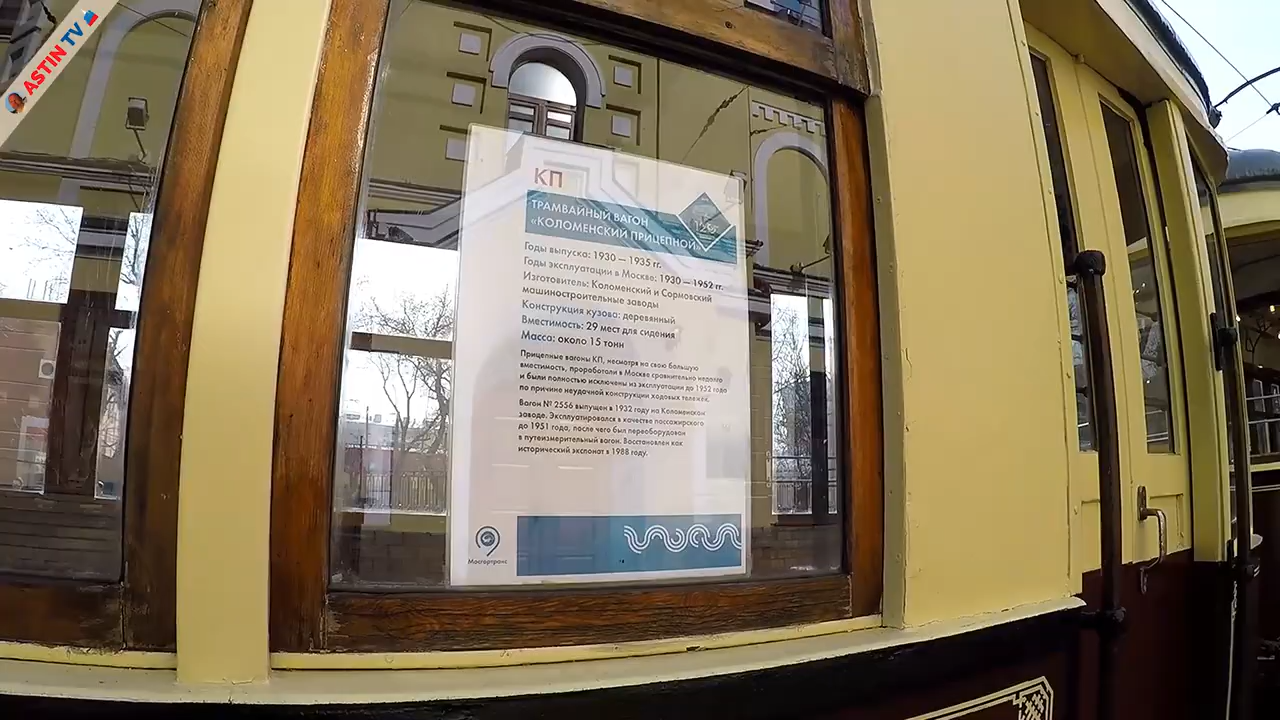 ASTIN TV
КП
ТРАМВАЙНЫЙ ВАГОН
«КОЛОМЕНСКИЙ ПРИЦЕПНОЙ»
Годы выпуска: 1930 — 1935 гг.
Годы эксплуатации в Москве: 1930 — 1952 гг.
Изготовитель: Коломенский и Сормовский
машиностроительные заводы
Конструкция кузова: деревянный
Вместимость: 29 мест для сидения
Масса: около 15 тонн
Прицепные вагоны КП, несмотря на свою большую
вместимость, проработали в Москве сравнительно недолго
и были полностью исключены из эксплуатации до 1952 года
по причине неудачной конструкции ходовых тележек.
Вагон № 2556 выпущен в 1932 году на Коломенском
заводе. Эксплуатировался в качестве пассажирского
до 1951 года, после чего был переоборудован
в путеизмерительный вагон. Восстановлен как
исторический экспонат в 1988 году.
Мосгортранс